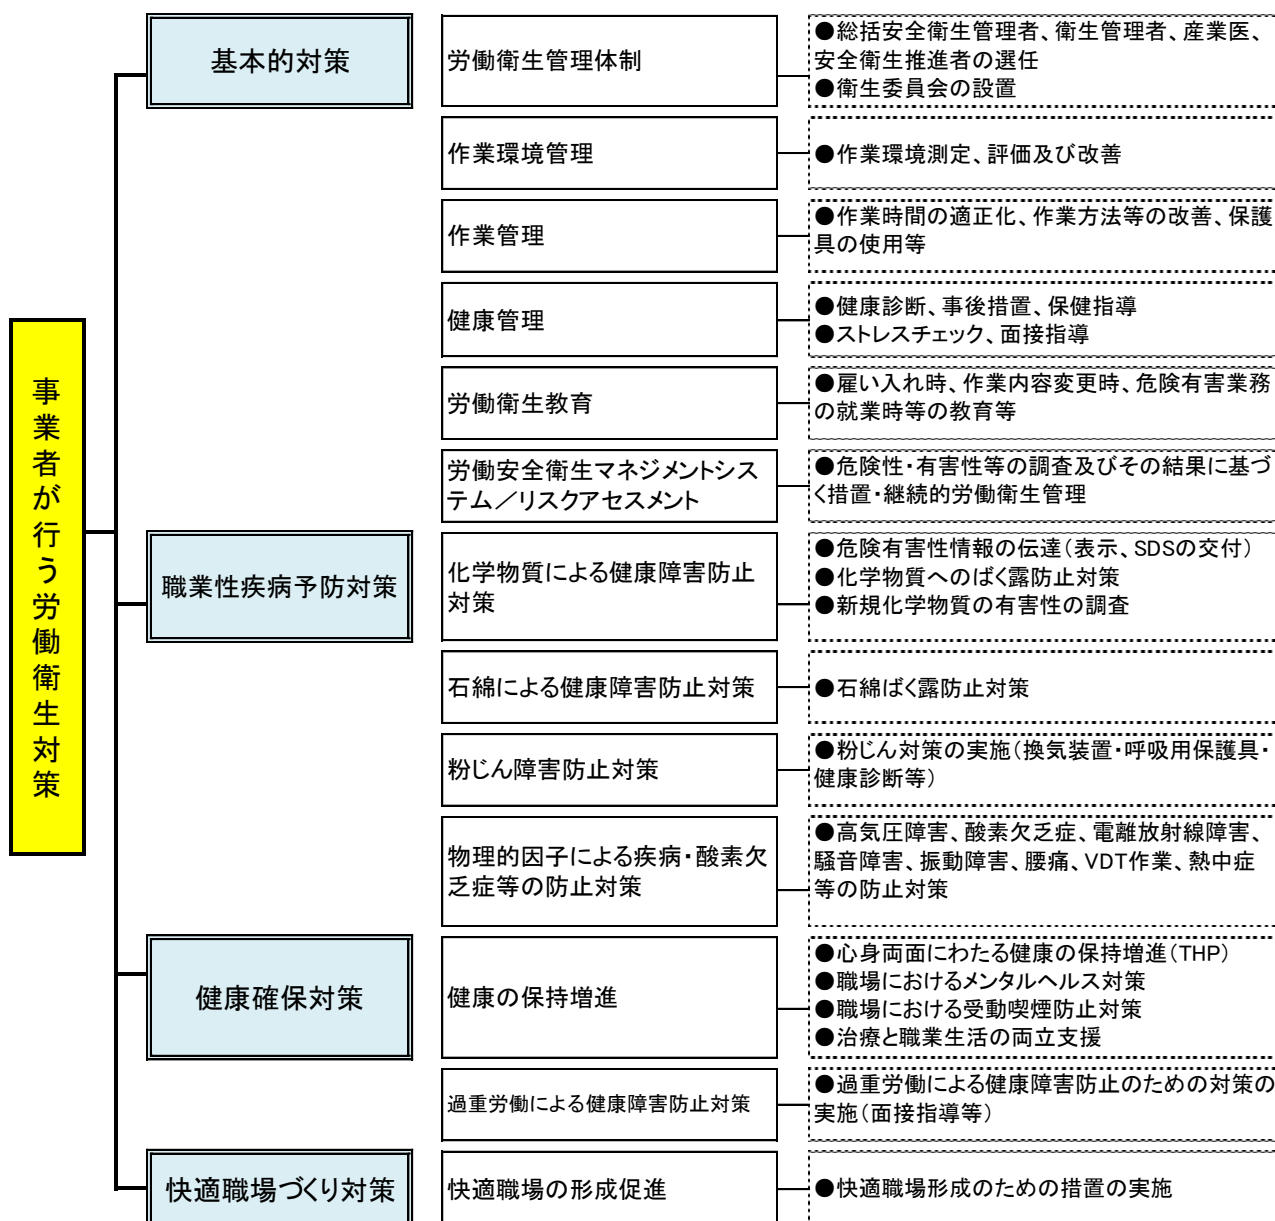 事業者が行う労働衛生対策
基本的対策
労働衛生管理体制
●総括安全衛生管理者、衛生管理者、産業医、
安全衛生推進者の選任
●衛生委員会の設置
作業環境管理
●作業環境測定、評価及び改善
作業管理
●作業時間の適正化、作業方法等の改善、保護
具の使用等
健康管理
●健康診断、事後措置、保健指導
●ストレスチェック、面接指導
労働衛生教育
●雇い入れ時、作業内容変更時、危険有害業務
の就業時等の教育等
労働安全衛生マネジメントシス
テム／リスクアセスメント
●危険性・有害性等の調査及びその結果に基づ
く措置・継続的労働衛生管理
職業性疾病予防対策
化学物質による健康障害防止
対策
●危険有害性情報の伝達（表示、SDSの交付）
●化学物質へのばく露防止対策
●新規化学物質の有害性の調査
石綿による健康障害防止対策
●石綿ばく露防止対策
粉じん障害防止対策
●粉じん対策の実施（換気装置・呼吸用保護具・
健康診断等）
物理的因子による疾病・酸素欠
乏症等の防止対策
●高気圧障害、酸素欠乏症、電離放射線障害、
騒音障害、振動障害、腰痛、VDT作業、熱中症
等の防止対策
健康確保対策
健康の保持増進
●心身両面にわたる健康の保持増進（THP）
●職場におけるメンタルヘルス対策
●職場における受動喫煙防止対策
●治療と職業生活の両立支援
過重労働による健康障害防止対策
●過重労働による健康障害防止のための対策の
実施（面接指導等）
快適職場づくり対策
快適職場の形成促進
●快適職場形成のための措置の実施